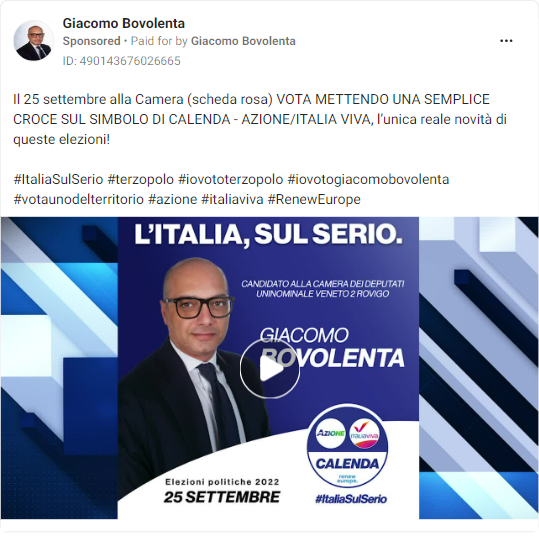 Giacomo Bovolenta
Sponsored • Paid for by Giacomo Bovolenta
ID: 490143676026665
Il 25 settembre alla Camera (scheda rosa) VOTA METTENDO UNA SEMPLICE
CROCE SUL SIMBOLO DI CALENDA - AZIONE/ITALIA VIVA, l'unica reale novità di
queste elezioni!
#ItaliaSulSerio #terzopolo #iovototerzopolo #iovotogiacomobovolenta
#votaunodelterritorio #azione #italiaviva #RenewEurope
L'ITALIA, SUL SERIO.
CANDIDATO ALLA CAMERA DEI DEPUTATI
UNINOMINALE VENETO 2 ROVIGO
GIACOMO
BOVOLENTA
AZIONE
ITALIAVIVA
CALENDA
renew
europe.
Elezioni politiche 2022
25 SETTEMBRE
#ItaliaSulSerio